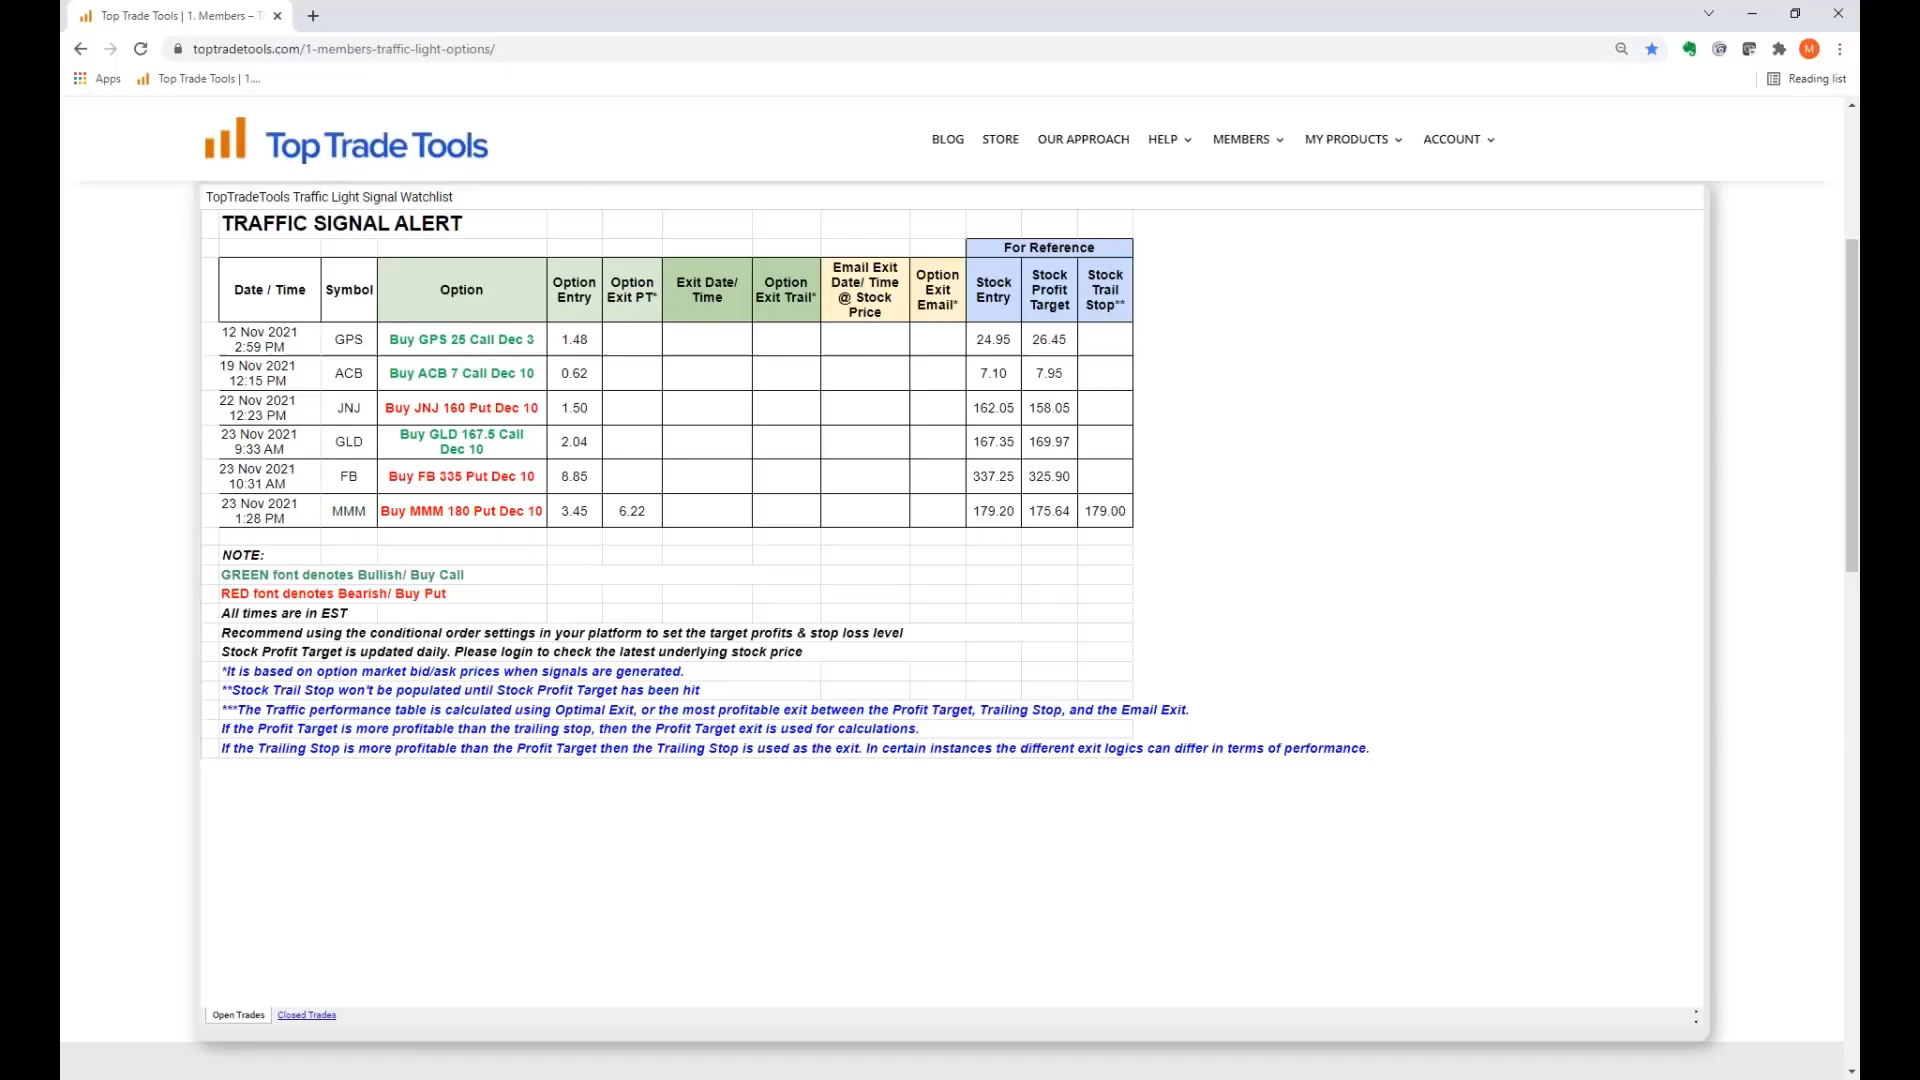 Top Trade Tools | 1. Members – T
toptradetools.com/1-members-traffic-light-options/
M
Apps
Top Trade Tools | 1....
Reading list
Top Trade Tools
BLOG STORE OUR APPROACH HELP MEMBERS MY PRODUCTS ACCOUNT
TopTradeTools Traffic Light Signal Watchlist
TRAFFIC SIGNAL ALERT
For Reference
Date / Time Symbol Option Option Entry Option Exit PT* Exit Date/ Time Option Exit Trail* Email Exit Date/ Time @ Stock Price Option Exit Email* Stock Entry Stock Profit Target Stock Trail Stop**
12 Nov 2021 2:59 PM GPS Buy GPS 25 Call Dec 3 1.48 24.95 26.45
19 Nov 2021 12:15 PM ACB Buy ACB 7 Call Dec 10 0.62 7.10 7.95
22 Nov 2021 12:23 PM JNJ Buy JNJ 160 Put Dec 10 1.50 162.05 158.05
23 Nov 2021 9:33 AM GLD Buy GLD 167.5 Call Dec 10 2.04 167.35 169.97
23 Nov 2021 10:31 AM FB Buy FB 335 Put Dec 10 8.85 337.25 325.90
23 Nov 2021 1:28 PM MMM Buy MMM 180 Put Dec 10 3.45 6.22 179.20 175.64 179.00
NOTE:
GREEN font denotes Bullish/ Buy Call
RED font denotes Bearish/ Buy Put
All times are in EST
Recommend using the conditional order settings in your platform to set the target profits & stop loss level
Stock Profit Target is updated daily. Please login to check the latest underlying stock price
*It is based on option market bid/ask prices when signals are generated.
**Stock Trail Stop won't be populated until Stock Profit Target has been hit
***The Traffic performance table is calculated using Optimal Exit, or the most profitable exit between the Profit Target, Trailing Stop, and the Email Exit.
If the Profit Target is more profitable than the trailing stop, then the Profit Target exit is used for calculations.
If the Trailing Stop is more profitable than the Profit Target then the Trailing Stop is used as the exit. In certain instances the different exit logics can differ in terms of performance.
Open Trades Closed Trades